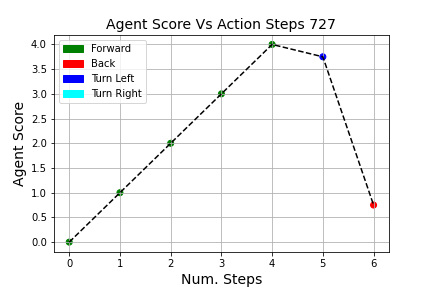 Agent Score Vs Action Steps 727
Forward
Back
Turn Left
Turn Right
Agent Score
4.0
3.5
3.0
2.5
2.0
1.5
1.0
0.5
0.0
0 1 2 3 4 5 6
Num. Steps